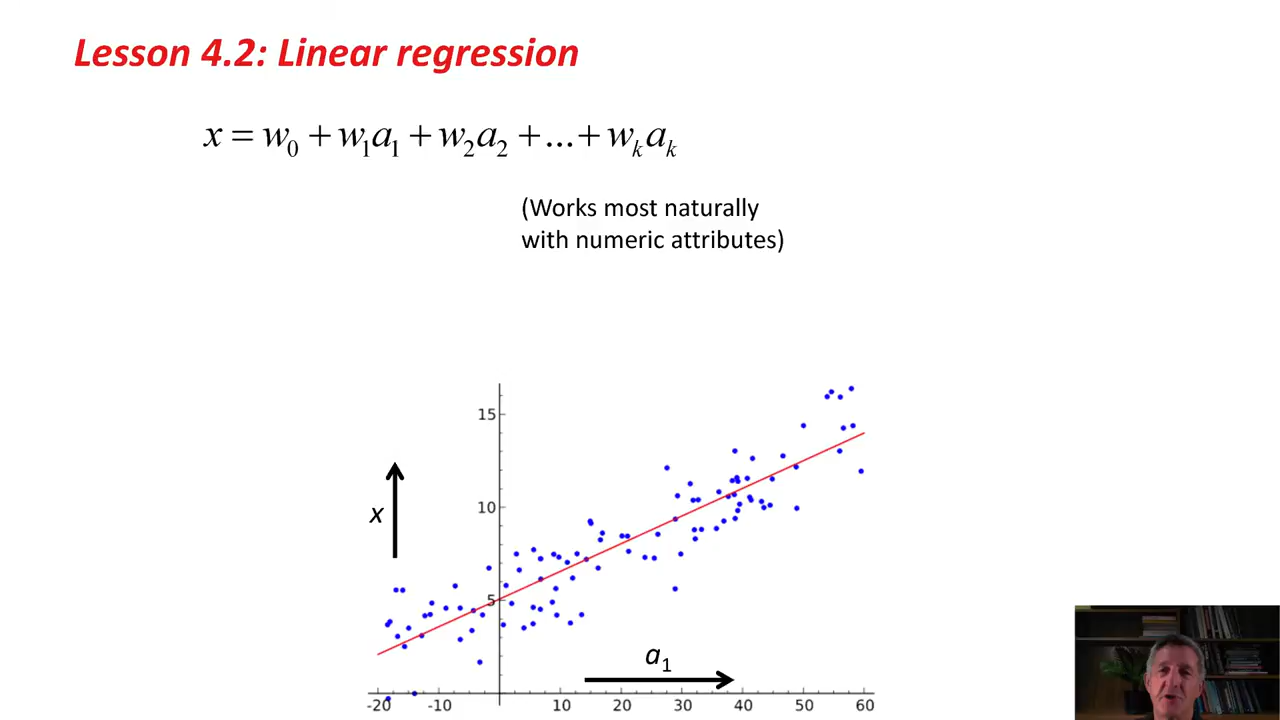 Lesson 4.2: Linear regression
x = w₀ + w₁a₁ + w₂a₂ + ... + wₖaₖ
(Works most naturally
with numeric attributes)
15
10
5
x
a₁
-20 -10 10 20 30 40 50 60